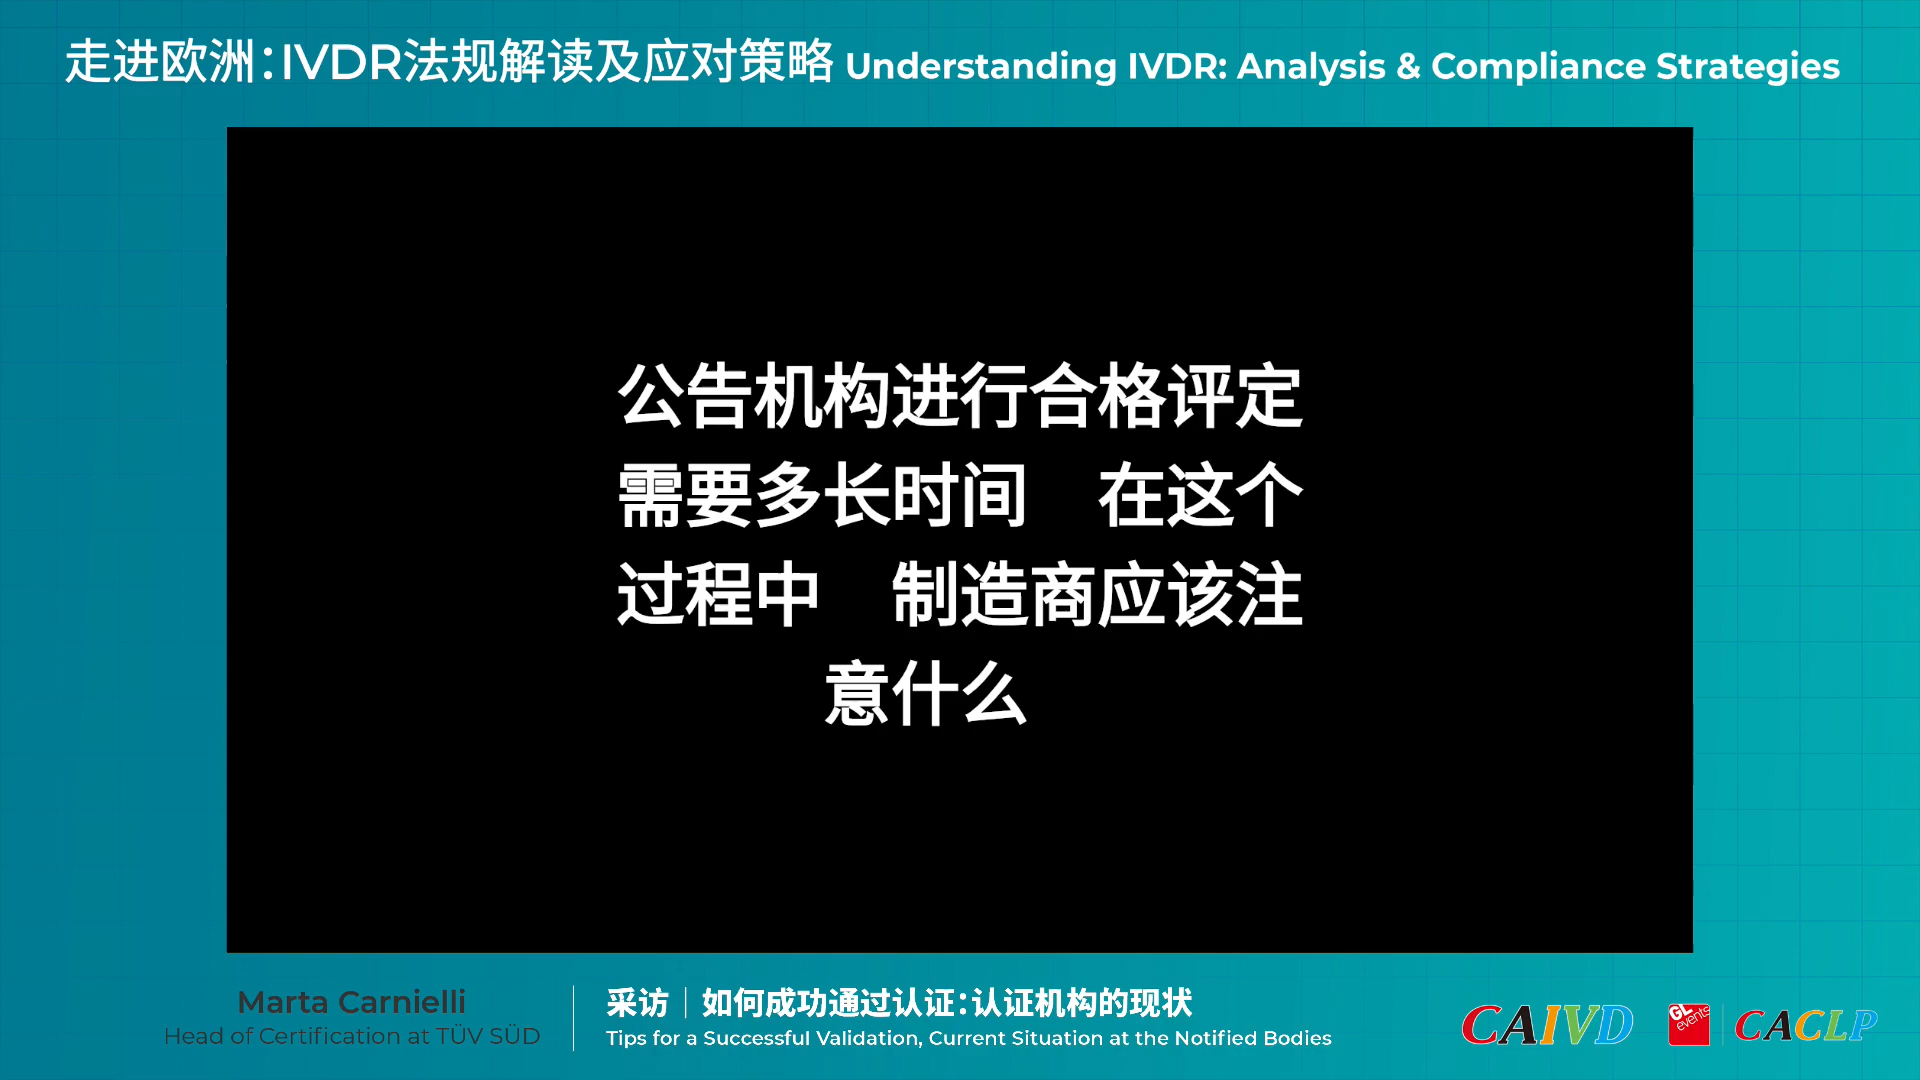 走进欧洲：IVDR法规解读及应对策略 Understanding IVDR: Analysis & Compliance Strategies
公告机构进行合格评定
需要多长时间　在这个
过程中　制造商应该注
意什么
Marta Carnielli
Head of Certification at TÜV SÜD
采访｜如何成功通过认证：认证机构的现状
Tips for a Successful Validation, Current Situation at the Notified Bodies
CAIVD
GL events
CACLP